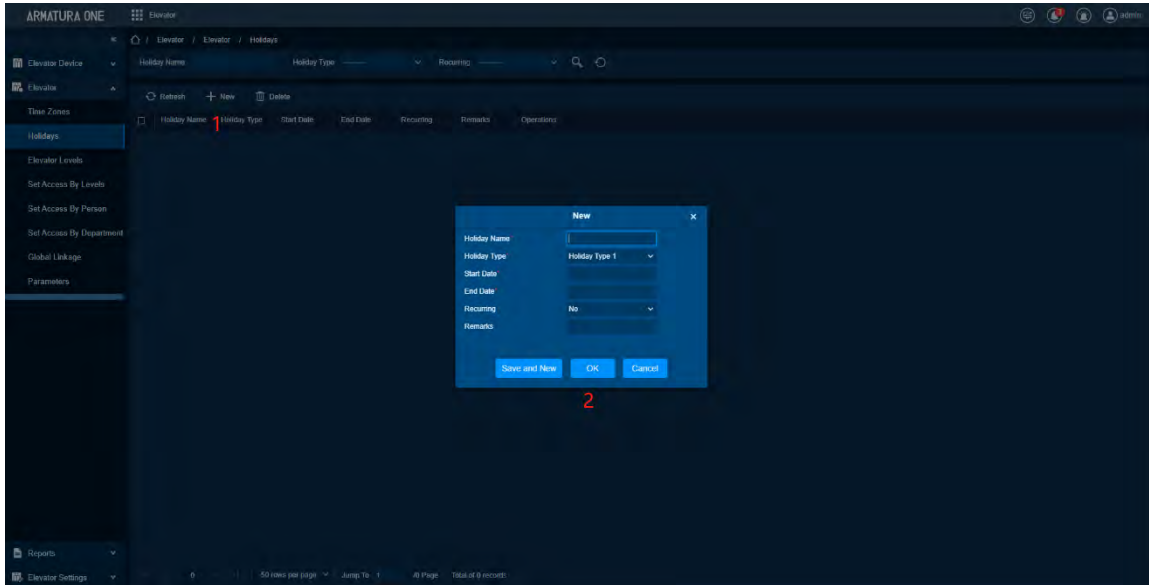 ARMATURA ONE
Elevator
admin
Elevator / Elevator / Holidays
Elevator Device
Holiday Name
Holiday Type --------
Recurring --------
Elevator
Refresh
New
Delete
Time Zones
Holiday Name
Holiday Type
Start Date
End Date
Recurring
Remarks
Operations
1
Holidays
Elevator Levels
Set Access By Levels
Set Access By Person
Set Access By Department
Global Linkage
Parameters
New
Holiday Name
Holiday Type
Holiday Type 1
Start Date*
End Date*
Recurring
No
Remarks
Save and New
OK
Cancel
2
Reports
Elevator Settings
0
50 rows per page
Jump To 1
/0 Page
Total of 0 records